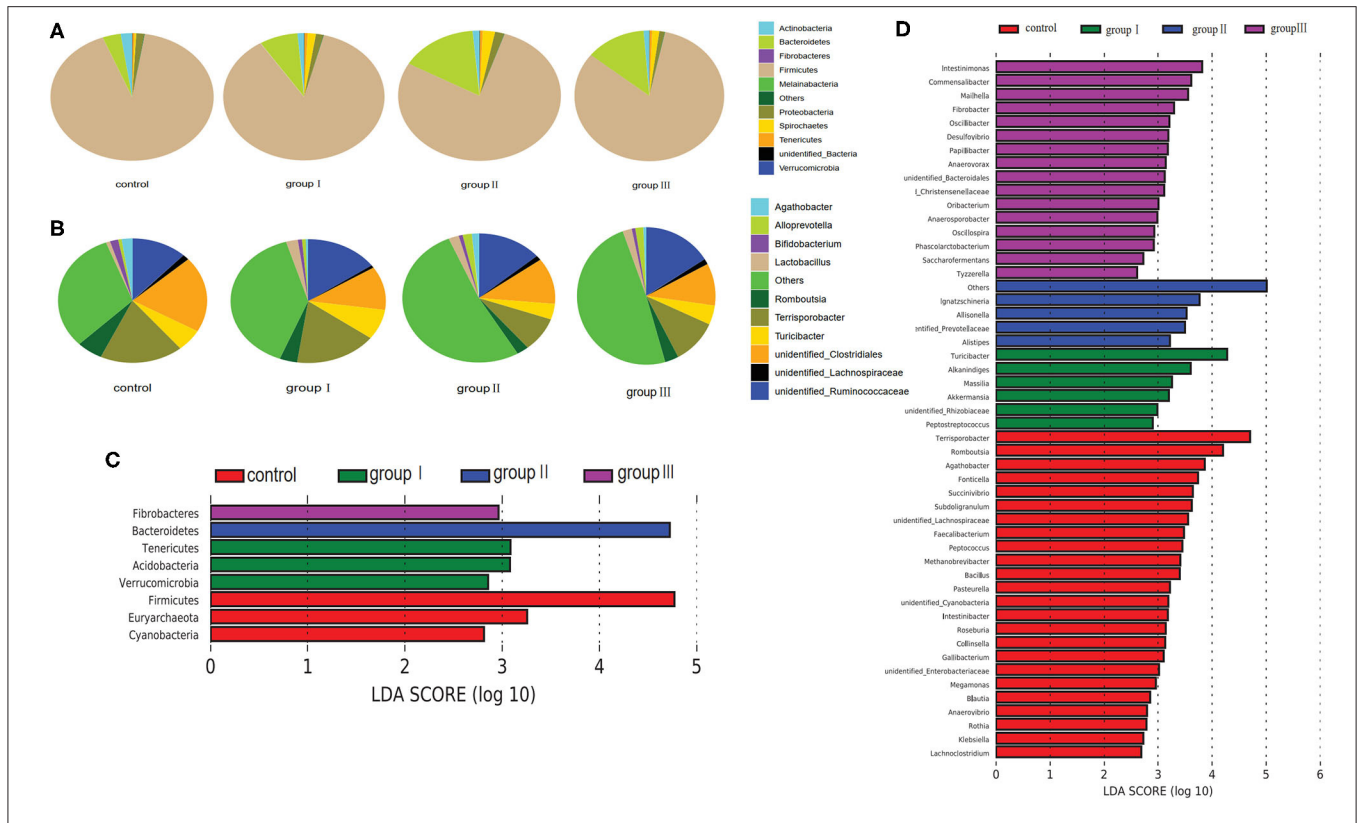 A
control
group I
group II
group III
Actinobacteria
Bacteroidetes
Fibrobacteres
Firmicutes
Melainabacteria
Others
Proteobacteria
Spirochaetes
Tenericutes
unidentified_Bacteria
Verrucomicrobia
B
control
group I
group II
group III
Agathobacter
Alloprevotella
Bifidobacterium
Lactobacillus
Others
Romboutsia
Terrisporobacter
Turicibacter
unidentified_Clostridiales
unidentified_Lachnospiraceae
unidentified_Ruminococcaceae
C
control group I group II group III
Fibrobacteres
Bacteroidetes
Tenericutes
Acidobacteria
Verrucomicrobia
Firmicutes
Euryarchaeota
Cyanobacteria
0 1 2 3 4 5
LDA SCORE (log 10)
D
control group I group II groupIII
Intestinimonas
Commensalibacter
Mailhella
Fibrobacter
Oscillibacter
Desulfovibrio
Papillibacter
Anaerovorax
unidentified_Bacteroidales
I_Christensenellaceae
Oribacterium
Anaerosporobacter
Oscillospira
Phascolarctobacterium
Saccharofermentans
Tyzzerella
Others
Ignatzschineria
Allisonella
entified_Prevotellaceae
Alistipes
Turicibacter
Alkanindiges
Massilia
Akkermansia
unidentified_Rhizobiaceae
Peptostreptococcus
Terrisporobacter
Romboutsia
Agathobacter
Fonticella
Succinivibrio
Subdoligranulum
unidentified_Lachnospiraceae
Faecalibacterium
Peptococcus
Methanobrevibacter
Bacillus
Pasteurella
unidentified_Cyanobacteria
Intestinibacter
Roseburia
Collinsella
Gallibacterium
unidentified_Enterobacteriaceae
Megamonas
Blautia
Anaerovibrio
Rothia
Klebsiella
Lachnoclostridium
0 1 2 3 4 5 6
LDA SCORE (log 10)